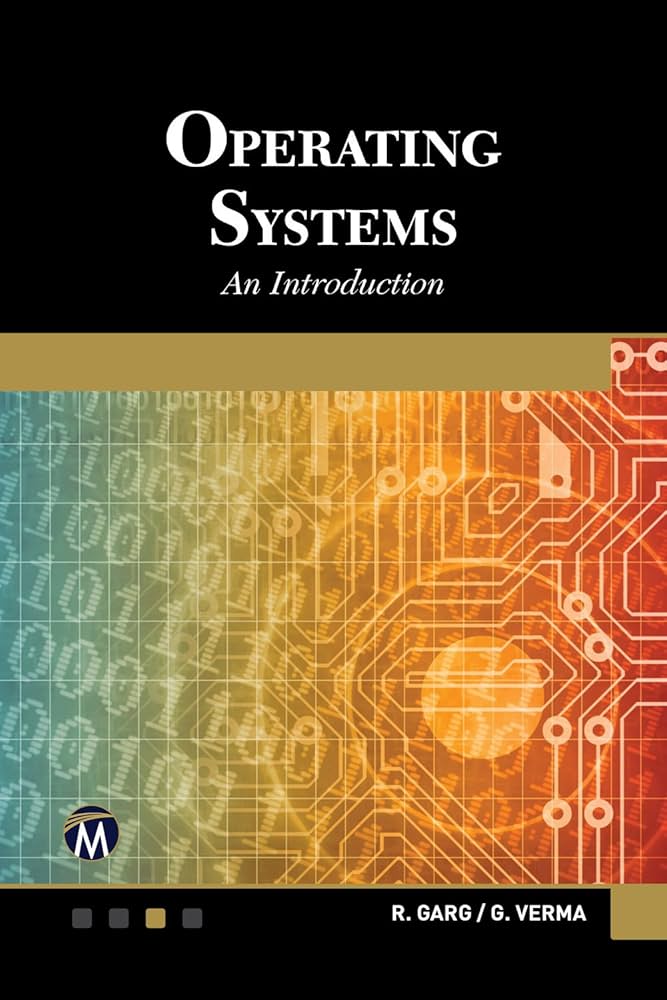 OPERATING
SYSTEMS
An Introduction
M
R. GARG / G. VERMA